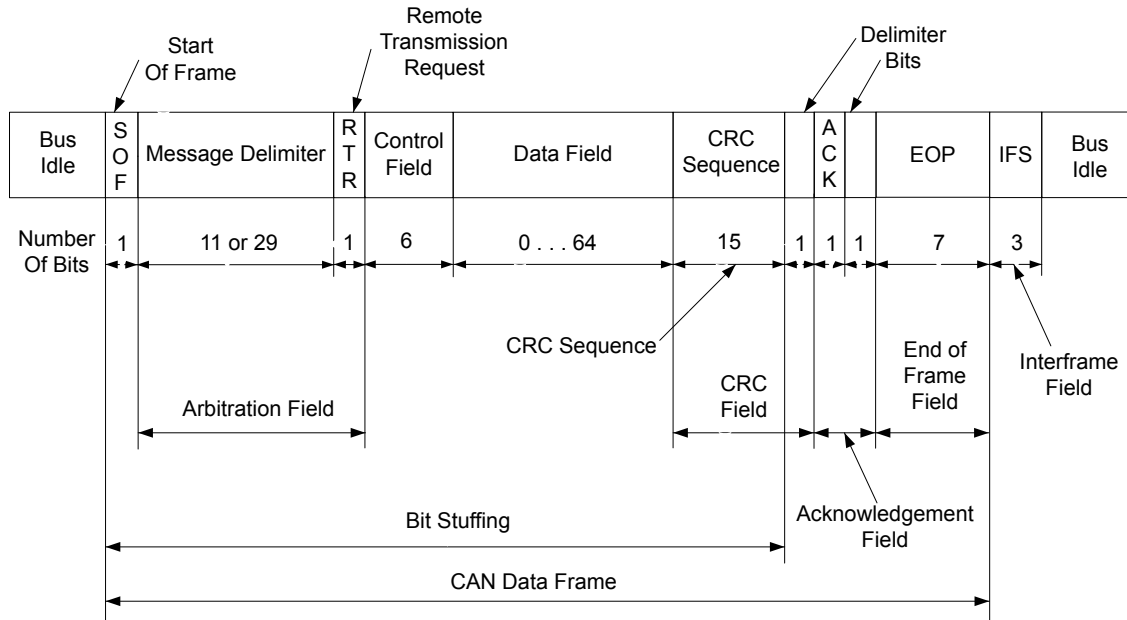 Start
Of Frame
Remote
Transmission
Request
Delimiter
Bits
Bus
Idle
S
O
F
Message Delimiter
R
T
R
Control
Field
Data Field
CRC
Sequence
A
C
K
EOP
IFS
Bus
Idle
Number
Of Bits
1
11 or 29
1
6
0 . . . 64
15
1
1
1
7
3
CRC Sequence
Arbitration Field
CRC
Field
End of
Frame
Field
Interframe
Field
Bit Stuffing
Acknowledgement
Field
CAN Data Frame